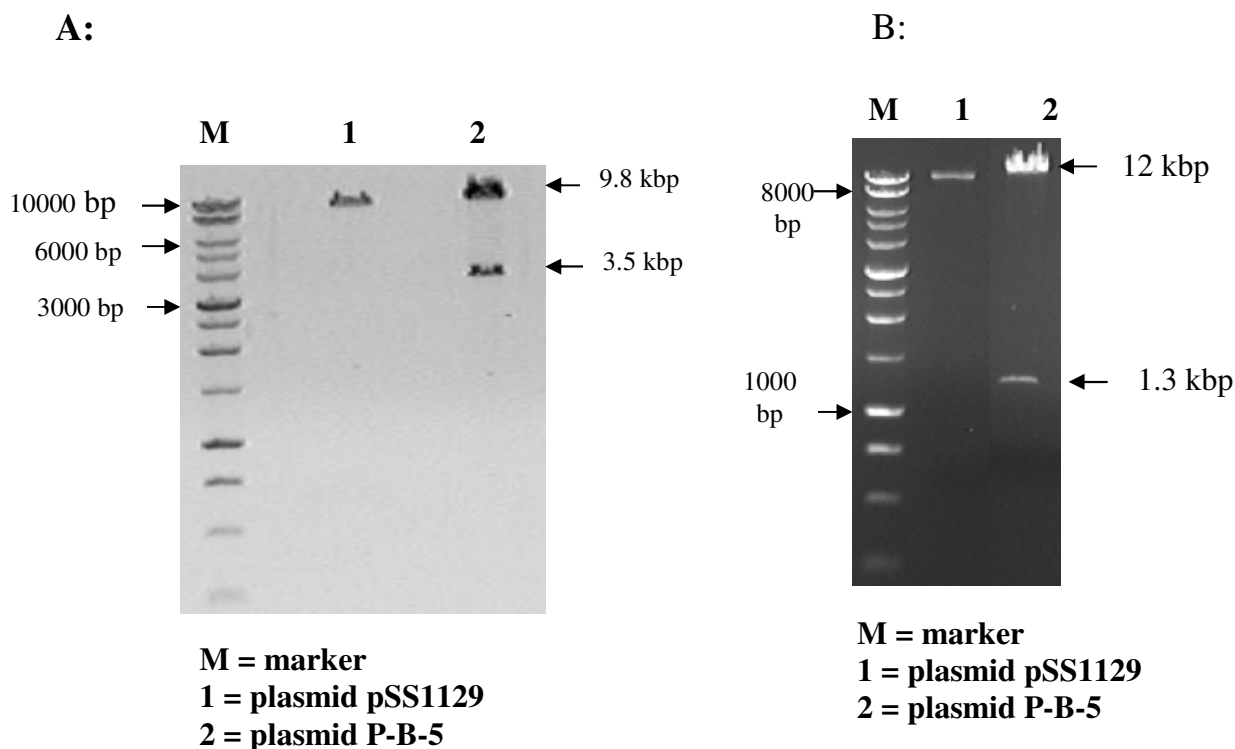 A:
B:
M 1 2
M 1 2
10000 bp
6000 bp
3000 bp
9.8 kbp
3.5 kbp
8000
bp
1000
bp
12 kbp
1.3 kbp
M = marker
1 = plasmid pSS1129
2 = plasmid P-B-5
M = marker
1 = plasmid pSS1129
2 = plasmid P-B-5